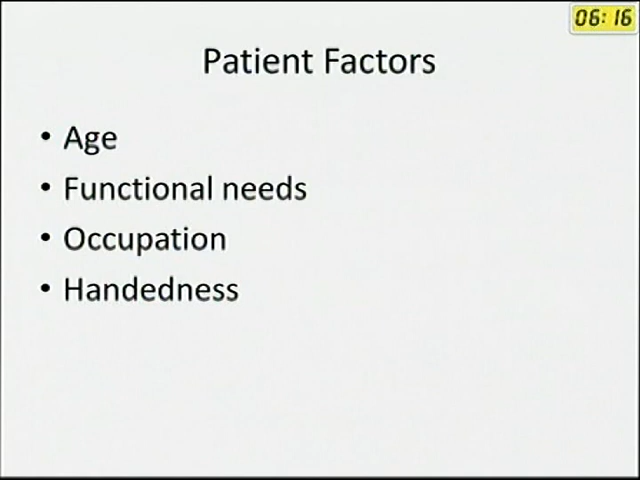 06:16
Patient Factors
• Age
• Functional needs
• Occupation
• Handedness